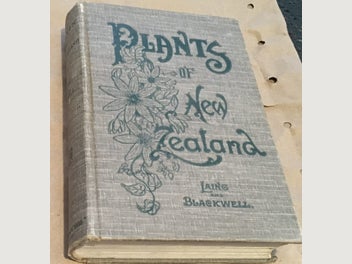 PLANTS
OF
New
Zealand
LAING
AND
BLACKWELL.